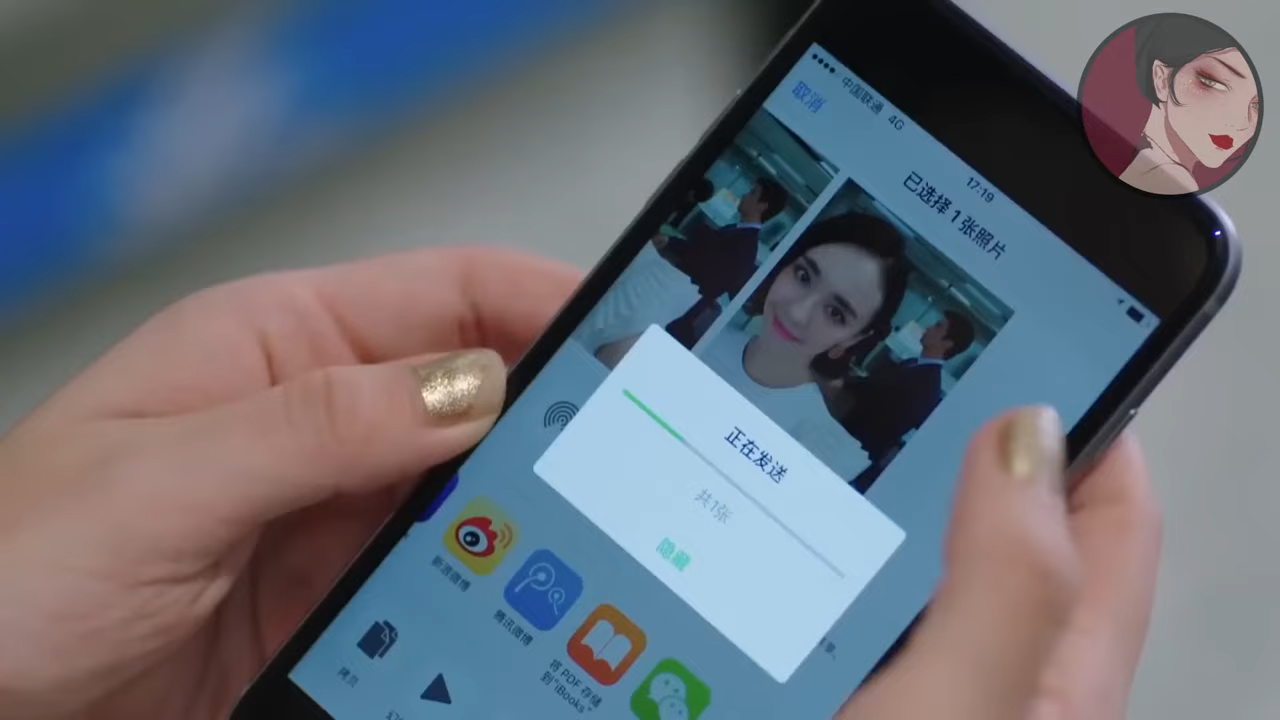 中国联通 4G
17:19
取消
已选择 1 张照片
正在发送
共1张
隐藏
新浪微博
腾讯微博
将 PDF 存储
到“iBooks”
拷贝